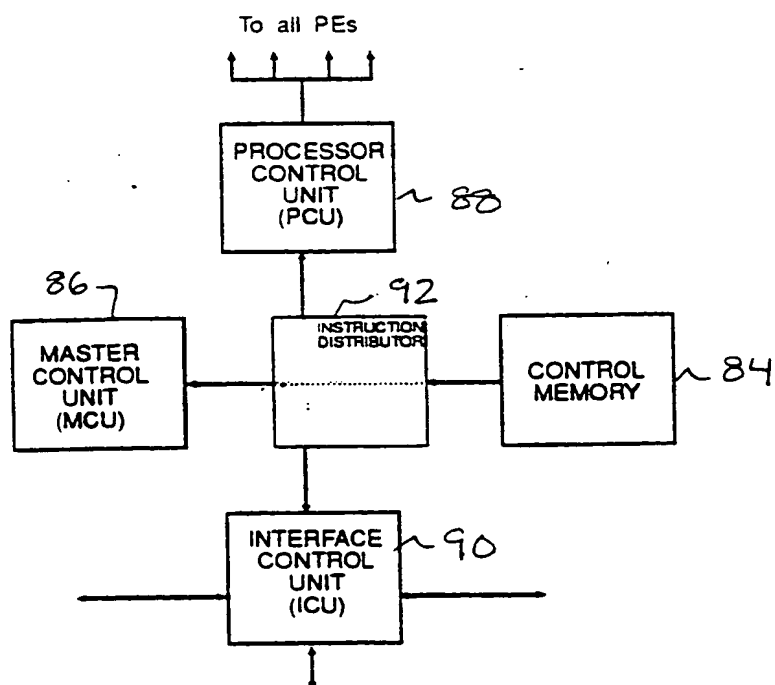 To all PEs
PROCESSOR
CONTROL
UNIT
(PCU)
88
86
92
INSTRUCTION
DISTRIBUTOR
MASTER
CONTROL
UNIT
(MCU)
CONTROL
MEMORY
84
INTERFACE
CONTROL
UNIT
(ICU)
90